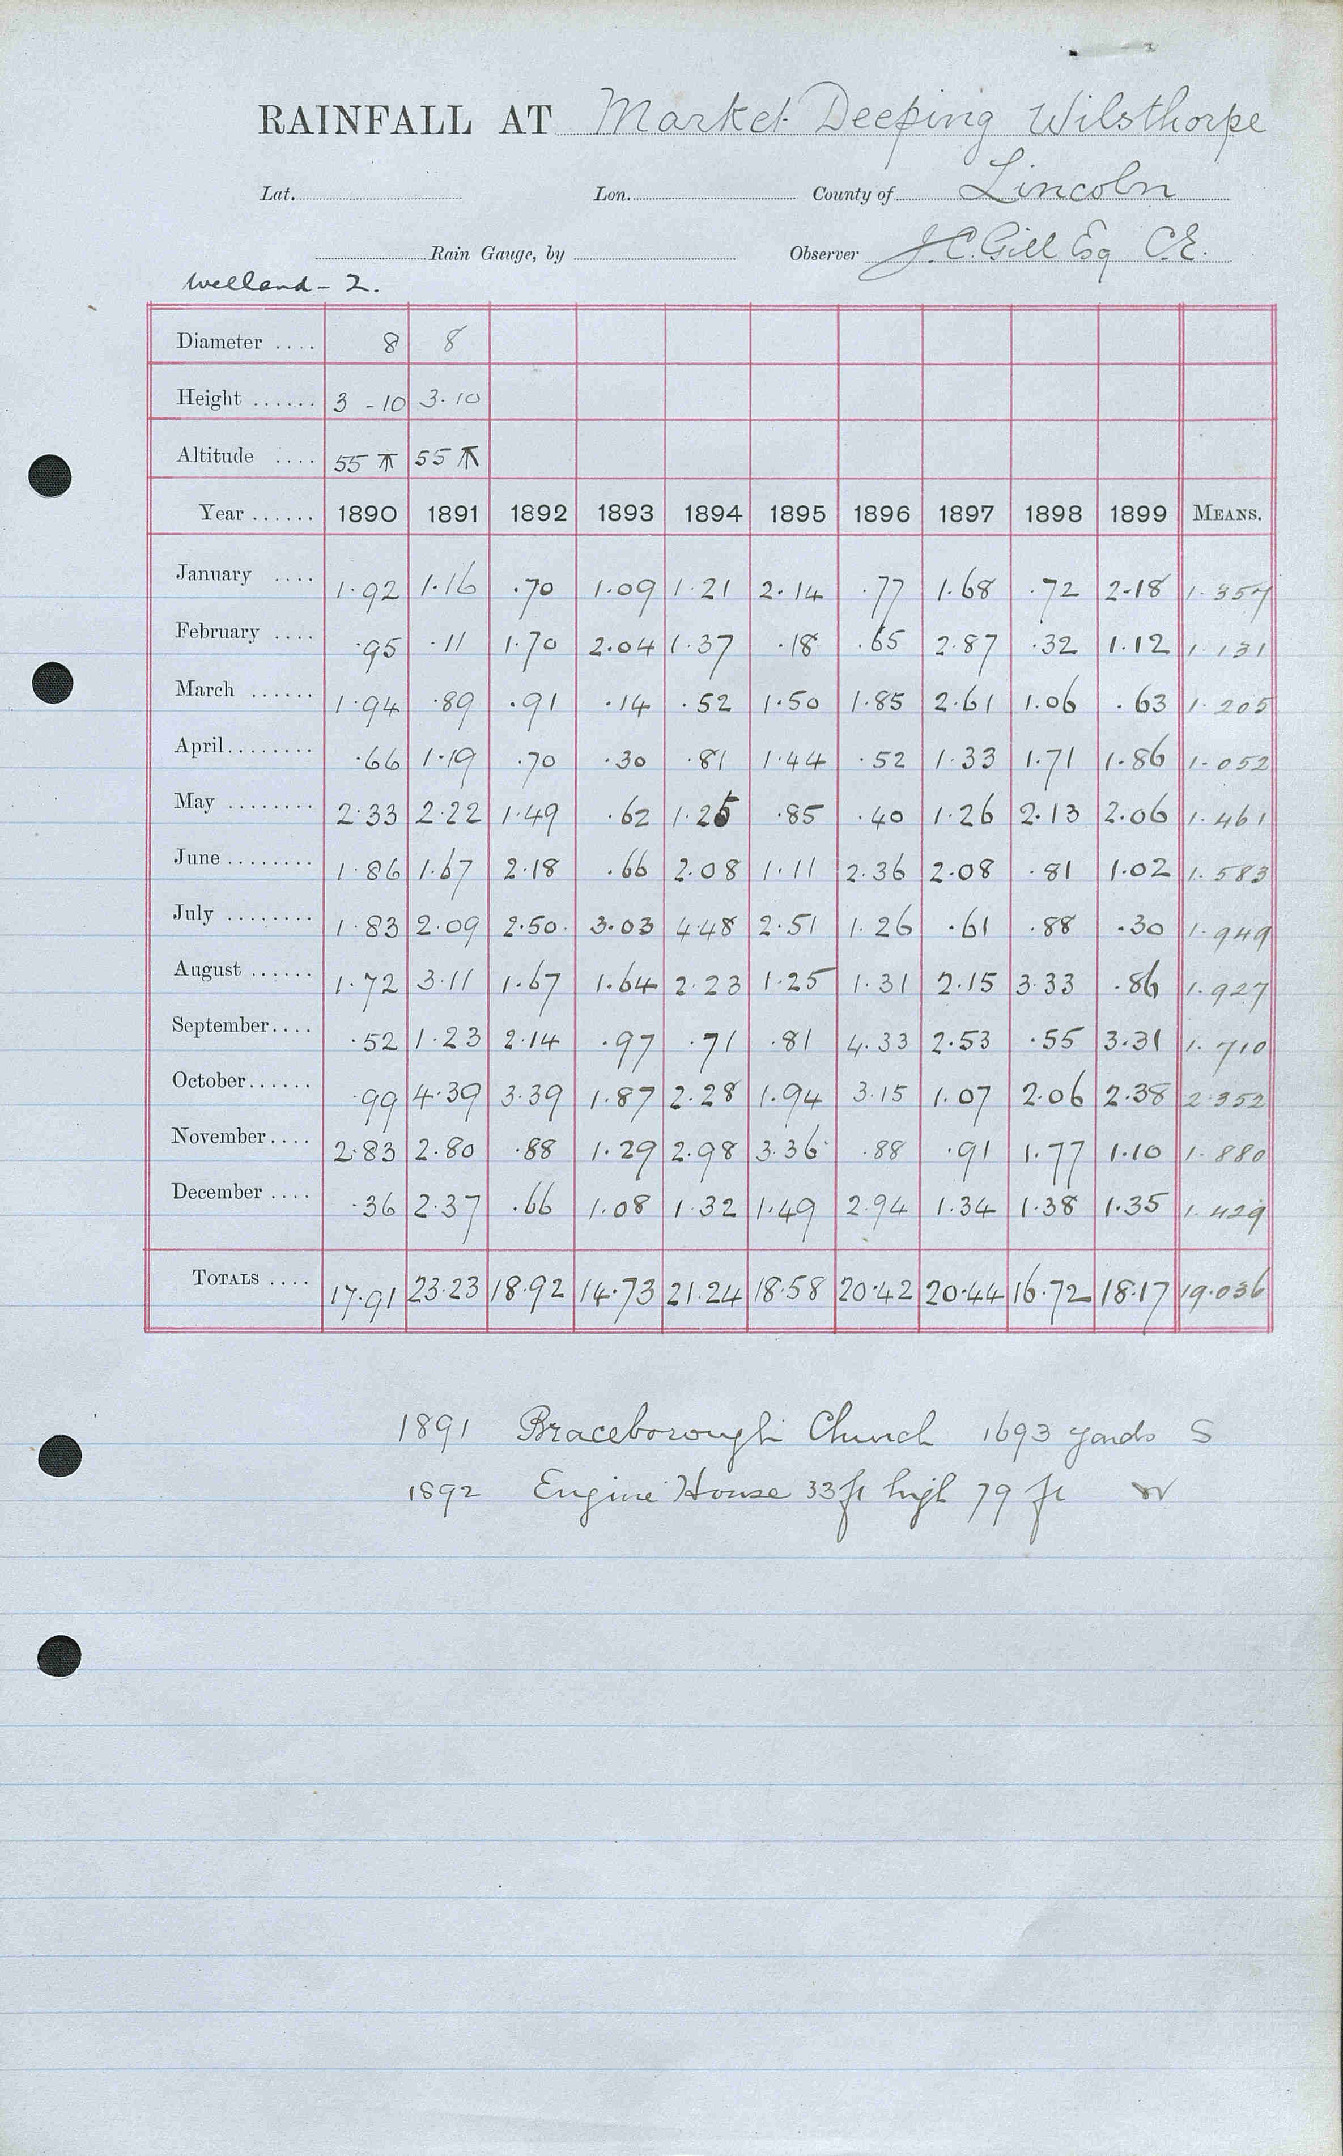 RAINFALL AT Market Deeping Wilsthorpe
Lat. Lon. County of Lincoln
Rain Gauge, by Observer J.C. Gill Esq C.E.
Welland - 2.
Diameter .... 8 8
Height ...... 3 - 10 3.10
Altitude .... 55 55
Year ...... 1890 1891 1892 1893 1894 1895 1896 1897 1898 1899 MEANS.
January .... 1.92 1.16 .70 1.09 1.21 2.14 .77 1.68 .72 2.18 1.357
February .... .95 .11 1.70 2.04 1.37 .18 .65 2.87 .32 1.12 1.131
March ...... 1.94 .89 .91 .14 .52 1.50 1.85 2.61 1.06 .63 1.205
April........ .66 1.19 .70 .30 .81 1.44 .52 1.33 1.71 1.86 1.052
May ........ 2.33 2.22 1.49 .62 1.25 .85 .40 1.26 2.13 2.06 1.461
June ........ 1.86 1.67 2.18 .66 2.08 1.11 2.36 2.08 .81 1.02 1.583
July ........ 1.83 2.09 2.50. 3.03 4.48 2.51 1.26 .61 .88 .30 1.949
August ...... 1.72 3.11 1.67 1.64 2.23 1.25 1.31 2.15 3.33 .86 1.927
September.... .52 1.23 2.14 .97 .71 .81 4.33 2.53 .55 3.31 1.710
October...... .99 4.39 3.39 1.87 2.28 1.94 3.15 1.07 2.06 2.38 2.352
November.... 2.83 2.80 .88 1.29 2.98 3.36 .88 .91 1.77 1.10 1.880
December .... .36 2.37 .66 1.08 1.32 1.49 2.94 1.34 1.38 1.35 1.429
TOTALS .... 17.91 23.23 18.92 14.73 21.24 18.58 20.42 20.44 16.72 18.17 19.036
1891 Braceborough Church 1693 yards S
1892 Engine House 33ft high 79 ft W